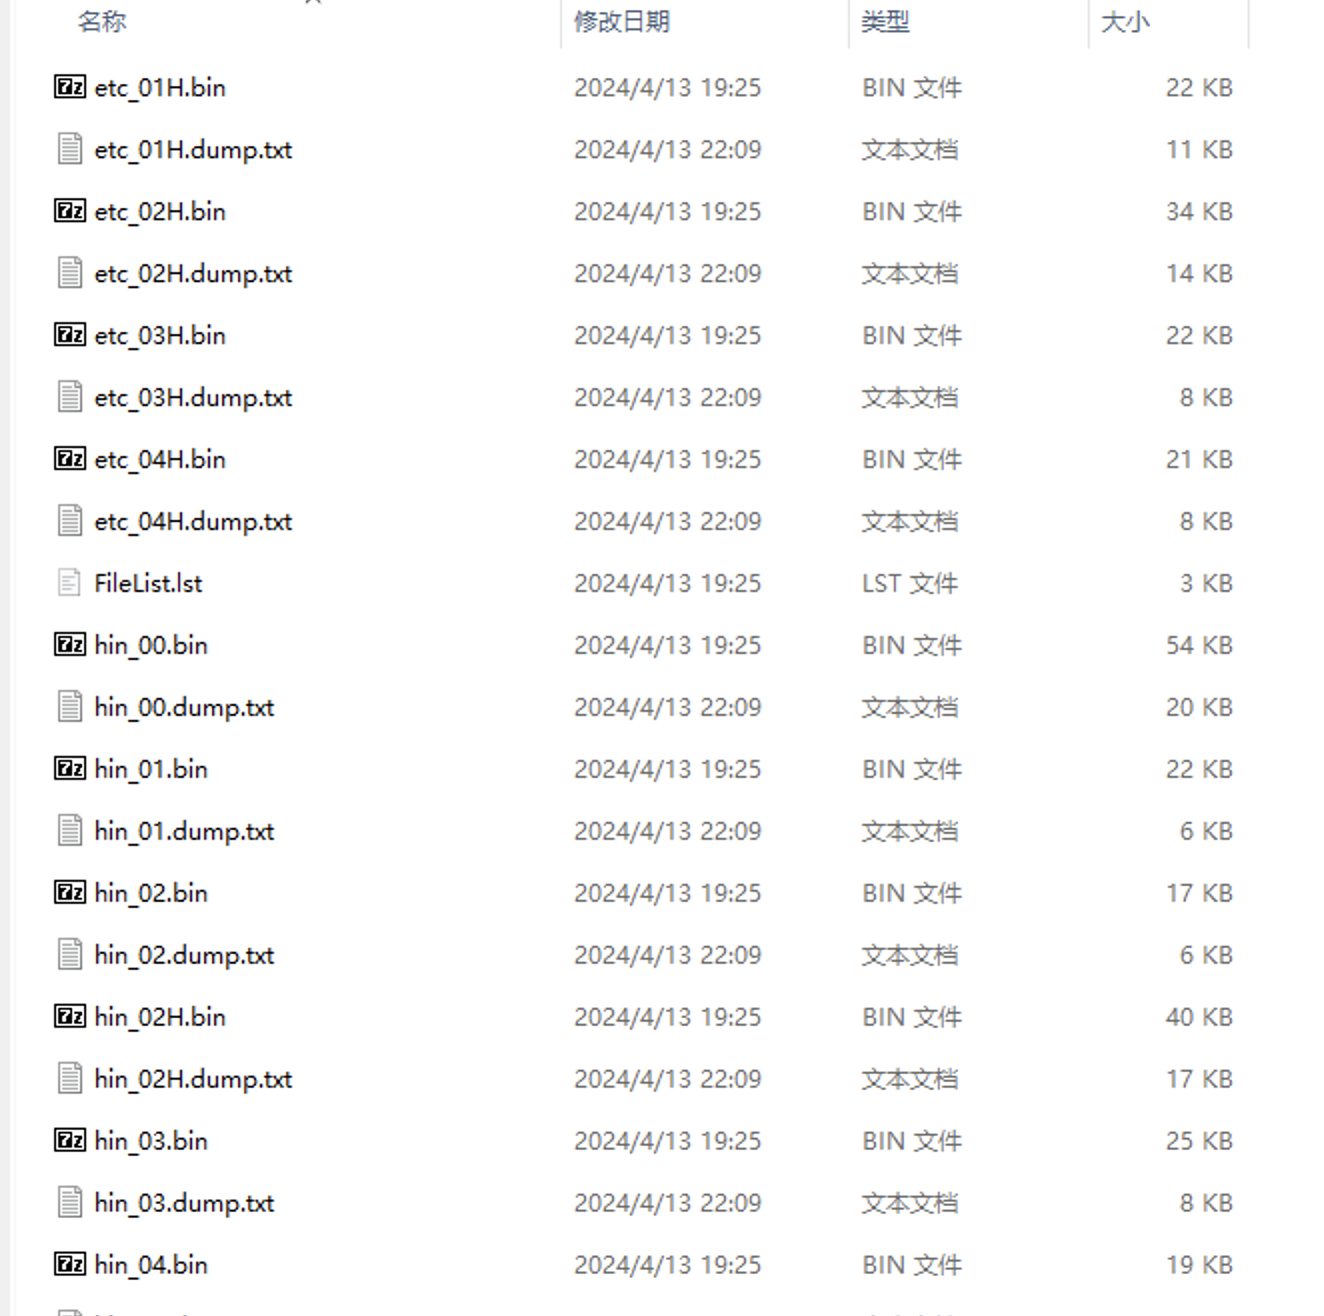 名称 修改日期 类型 大小
etc_01H.bin 2024/4/13 19:25 BIN 文件 22 KB
etc_01H.dump.txt 2024/4/13 22:09 文本文档 11 KB
etc_02H.bin 2024/4/13 19:25 BIN 文件 34 KB
etc_02H.dump.txt 2024/4/13 22:09 文本文档 14 KB
etc_03H.bin 2024/4/13 19:25 BIN 文件 22 KB
etc_03H.dump.txt 2024/4/13 22:09 文本文档 8 KB
etc_04H.bin 2024/4/13 19:25 BIN 文件 21 KB
etc_04H.dump.txt 2024/4/13 22:09 文本文档 8 KB
FileList.lst 2024/4/13 19:25 LST 文件 3 KB
hin_00.bin 2024/4/13 19:25 BIN 文件 54 KB
hin_00.dump.txt 2024/4/13 22:09 文本文档 20 KB
hin_01.bin 2024/4/13 19:25 BIN 文件 22 KB
hin_01.dump.txt 2024/4/13 22:09 文本文档 6 KB
hin_02.bin 2024/4/13 19:25 BIN 文件 17 KB
hin_02.dump.txt 2024/4/13 22:09 文本文档 6 KB
hin_02H.bin 2024/4/13 19:25 BIN 文件 40 KB
hin_02H.dump.txt 2024/4/13 22:09 文本文档 17 KB
hin_03.bin 2024/4/13 19:25 BIN 文件 25 KB
hin_03.dump.txt 2024/4/13 22:09 文本文档 8 KB
hin_04.bin 2024/4/13 19:25 BIN 文件 19 KB